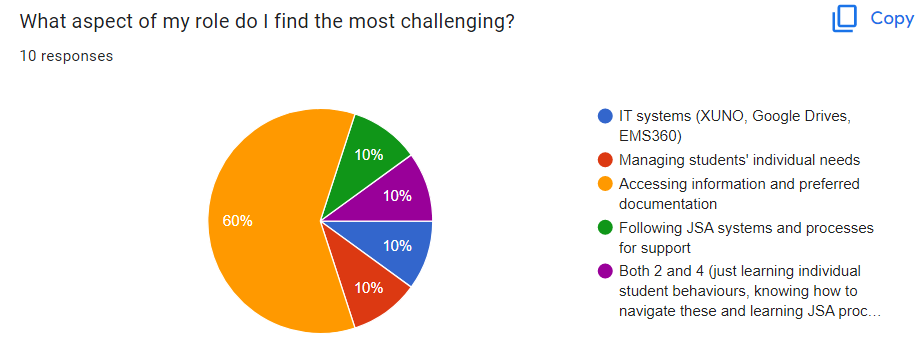 What aspect of my role do I find the most challenging?
Copy
10 responses
10%
10%
60%
10%
10%
IT systems (XUNO, Google Drives,
EMS360)
Managing students' individual needs
Accessing information and preferred
documentation
Following JSA systems and processes
for support
Both 2 and 4 (just learning individual
student behaviours, knowing how to
navigate these and learning JSA proc…